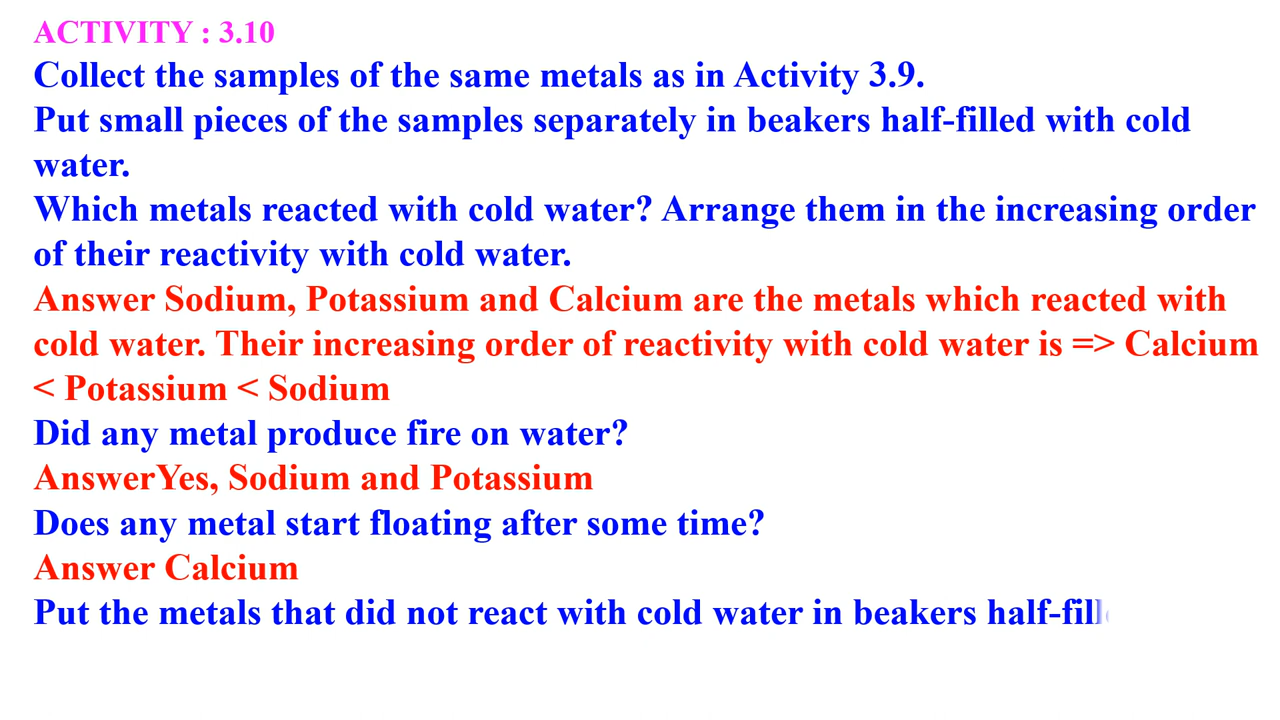 ACTIVITY : 3.10
Collect the samples of the same metals as in Activity 3.9.
Put small pieces of the samples separately in beakers half-filled with cold
water.
Which metals reacted with cold water? Arrange them in the increasing order
of their reactivity with cold water.
Answer Sodium, Potassium and Calcium are the metals which reacted with
cold water. Their increasing order of reactivity with cold water is => Calcium
< Potassium < Sodium
Did any metal produce fire on water?
AnswerYes, Sodium and Potassium
Does any metal start floating after some time?
Answer Calcium
Put the metals that did not react with cold water in beakers